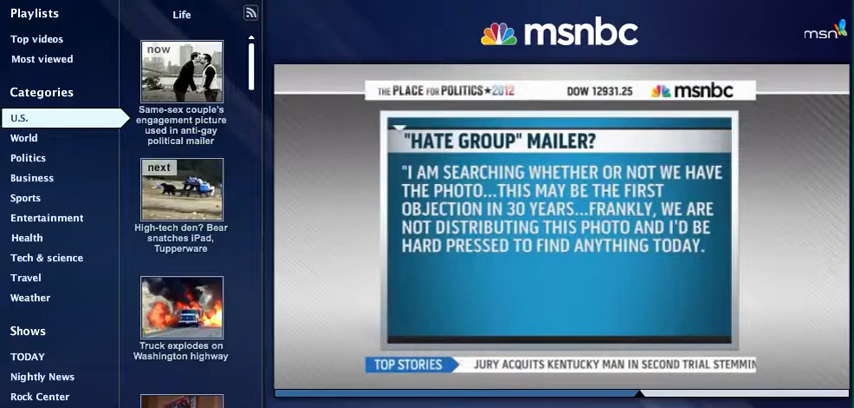 Playlists
Top videos
Most viewed
Categories
U.S.
World
Politics
Business
Sports
Entertainment
Health
Tech & science
Travel
Weather
Shows
TODAY
Nightly News
Rock Center
Life
now
Same-sex couple's
engagement picture
used in anti-gay
political mailer
next
High-tech den? Bear
snatches iPad,
Tupperware
Truck explodes on
Washington highway
msnbc
msn
THE PLACE FOR POLITICS★2012
DOW 12931.25
msnbc
"HATE GROUP" MAILER?
"I AM SEARCHING WHETHER OR NOT WE HAVE
THE PHOTO...THIS MAY BE THE FIRST
OBJECTION IN 30 YEARS...FRANKLY, WE ARE
NOT DISTRIBUTING THIS PHOTO AND I'D BE
HARD PRESSED TO FIND ANYTHING TODAY.
TOP STORIES
JURY ACQUITS KENTUCKY MAN IN SECOND TRIAL STEMMIN